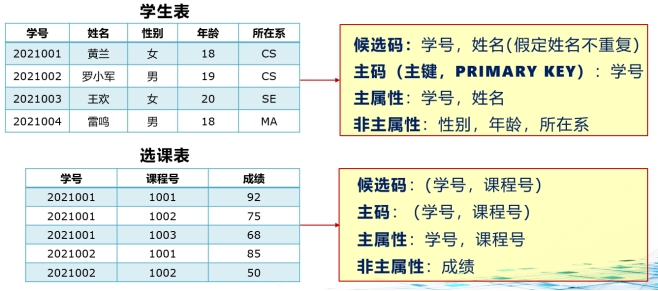 学生表
学号 姓名 性别 年龄 所在系
2021001 黄兰 女 18 CS
2021002 罗小军 男 19 CS
2021003 王欢 女 20 SE
2021004 雷鸣 男 18 MA
候选码：学号，姓名(假定姓名不重复)
主码（主键，PRIMARY KEY）：学号
主属性：学号，姓名
非主属性：性别，年龄，所在系
选课表
学号 课程号 成绩
2021001 1001 92
2021001 1002 75
2021001 1003 68
2021002 1001 85
2021002 1002 50
候选码：(学号，课程号)
主码：（学号，课程号）
主属性：学号，课程号
非主属性：成绩